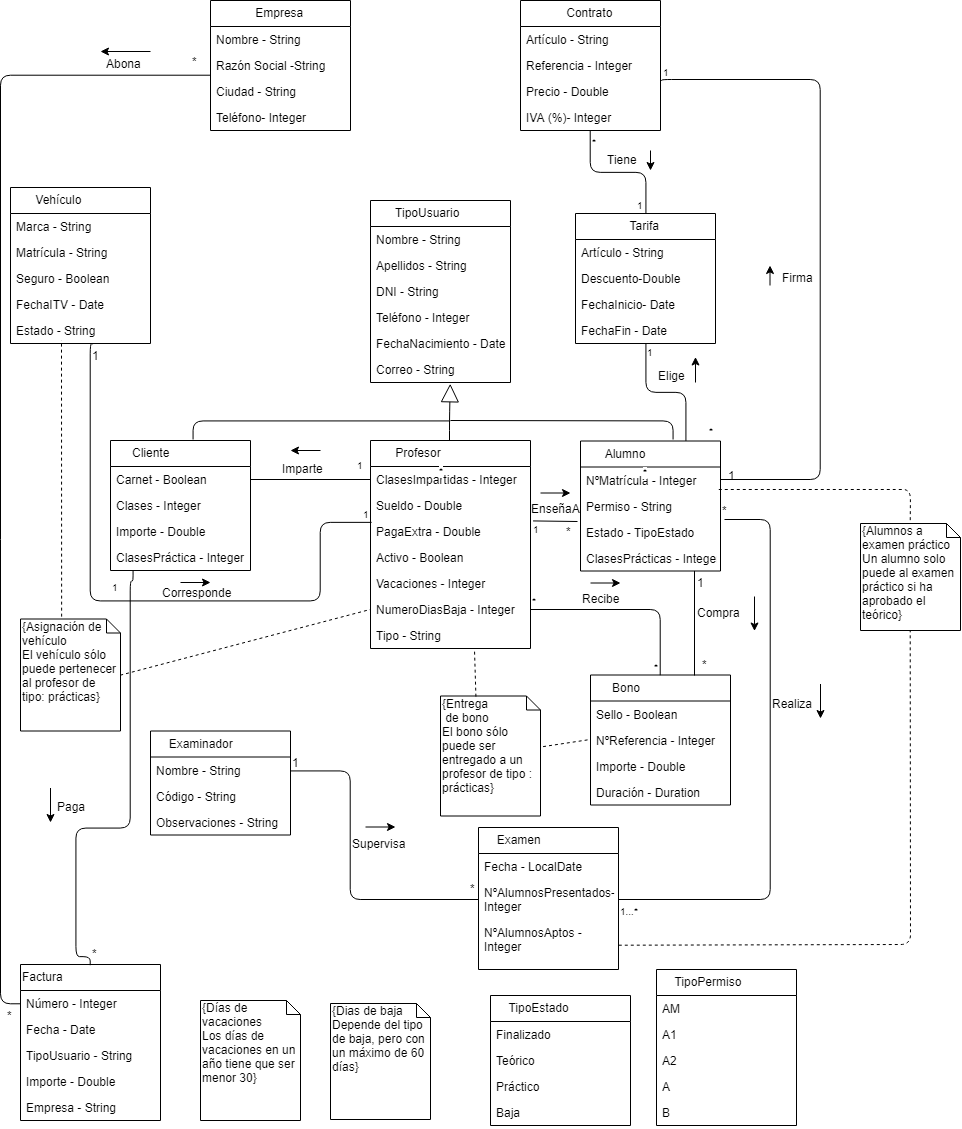 Empresa
Nombre - String
Razón Social -String
Ciudad - String
Teléfono- Integer
Contrato
Artículo - String
Referencia - Integer
Precio - Double
IVA (%)- Integer
Abona
*
1
*
Tiene
1
Vehículo
Marca - String
Matrícula - String
Seguro - Boolean
FechaITV - Date
Estado - String
1
TipoUsuario
Nombre - String
Apellidos - String
DNI - String
Teléfono - Integer
FechaNacimiento - Date
Correo - String
Tarifa
Artículo - String
Descuento-Double
FechaInicio- Date
FechaFin - Date
Firma
1
Elige
*
Cliente
Carnet - Boolean
Clases - Integer
Importe - Double
ClasesPráctica - Integer
1
Corresponde
Imparte
1
1
Profesor
*
ClasesImpartidas - Integer
Sueldo - Double
PagaExtra - Double
Activo - Boolean
Vacaciones - Integer
NumeroDiasBaja - Integer
Tipo - String
EnseñaA
1
*
Alumno
*
NºMatrícula - Integer
Permiso - String
Estado - TipoEstado
ClasesPrácticas - Intege
1
*
{Alumnos a
examen práctico
Un alumno solo
puede al examen
práctico si ha
aprobado el
teórico}
Recibe
*
*
1
Compra
*
{Asignación de
vehículo
El vehículo sólo
puede pertenecer
al profesor de
tipo: prácticas}
{Entrega
de bono
El bono sólo
puede ser
entregado a un
profesor de tipo :
prácticas}
Bono
Sello - Boolean
NºReferencia - Integer
Importe - Double
Duración - Duration
Realiza
Examinador
Nombre - String
Código - String
Observaciones - String
1
Supervisa
*
Paga
*
Examen
Fecha - LocalDate
NºAlumnosPresentados-
Integer
NºAlumnosAptos -
Integer
1...*
Factura
Número - Integer
Fecha - Date
TipoUsuario - String
Importe - Double
Empresa - String
*
{Días de
vacaciones
Los días de
vacaciones en un
año tiene que ser
menor 30}
{Dias de baja
Depende del tipo
de baja, pero con
un máximo de 60
días}
TipoEstado
Finalizado
Teórico
Práctico
Baja
TipoPermiso
AM
A1
A2
A
B